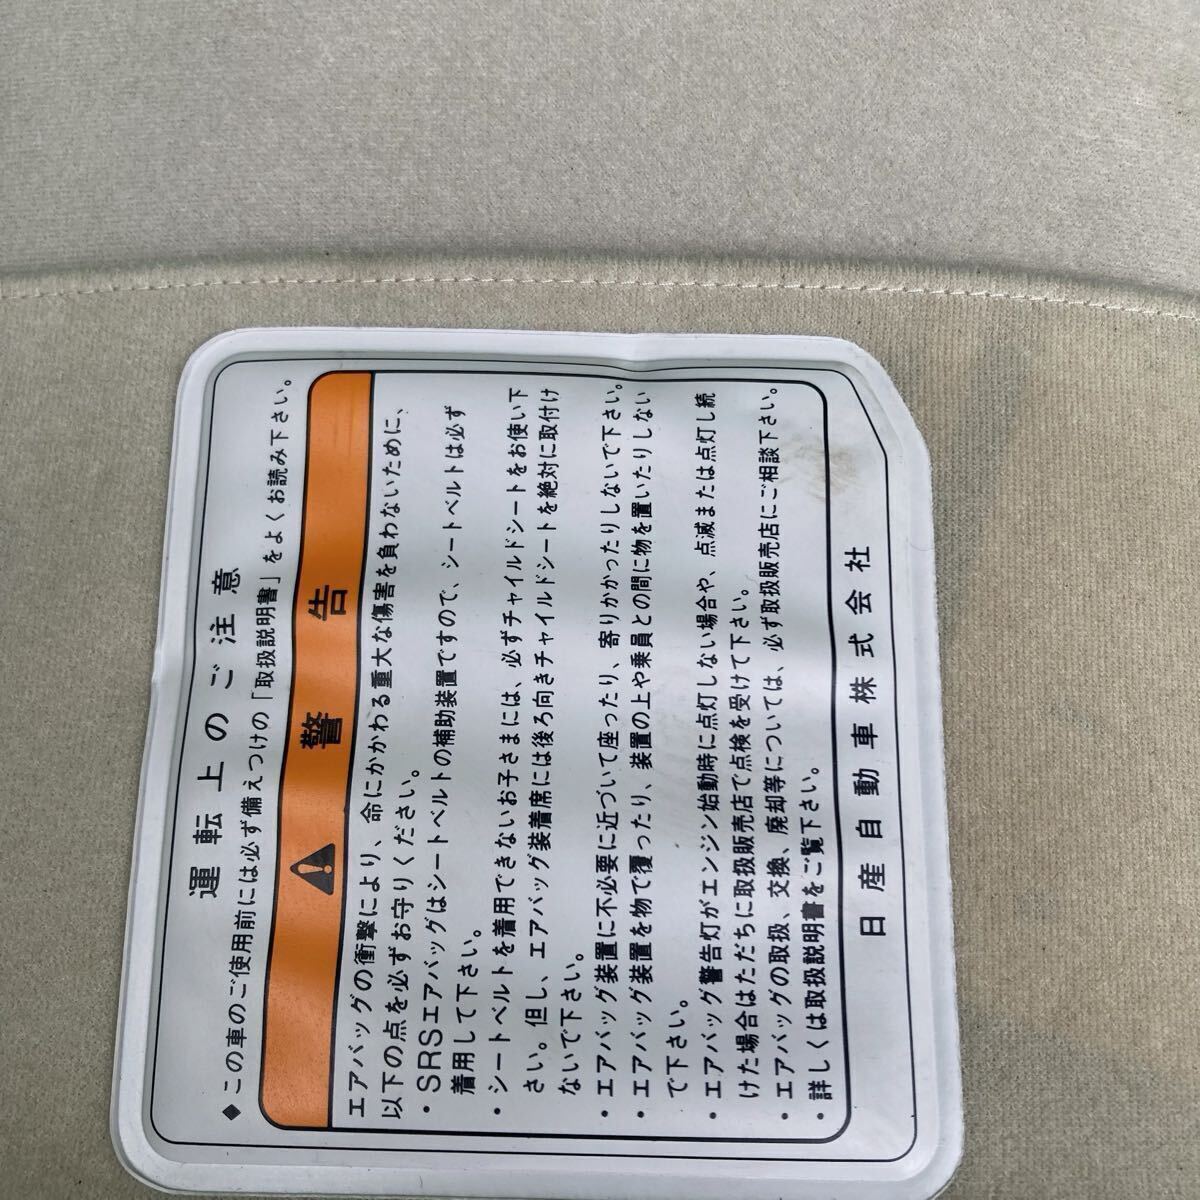 運転上のご注意
◆この車のご使用前には必ず備えつけの「取扱説明書」をよくお読み下さい。
警告
エアバッグの衝撃により、命にかかわる重大な傷害を負わないために、
以下の点を必ずお守りください。
・SRSエアバッグはシートベルトの補助装置ですので、シートベルトは必ず
着用して下さい。
・シートベルトを着用できないお子さまには、必ずチャイルドシートをお使い下
さい。但し、エアバッグ装着席には後ろ向きチャイルドシートを絶対に取付け
ないで下さい。
・エアバッグ装置に不必要に近づいて座ったり、寄りかかったりしないで下さい。
・エアバッグ装置を物で覆ったり、装置の上や乗員との間に物を置いたりしない
で下さい。
・エアバッグ警告灯がエンジン始動時に点灯しない場合や、点滅または点灯し続
けた場合はただちに取扱販売店で点検を受けて下さい。
・エアバッグの取扱、交換、廃却等については、必ず取扱販売店にご相談下さい。
・詳しくは取扱説明書をご覧下さい。
日産自動車株式会社